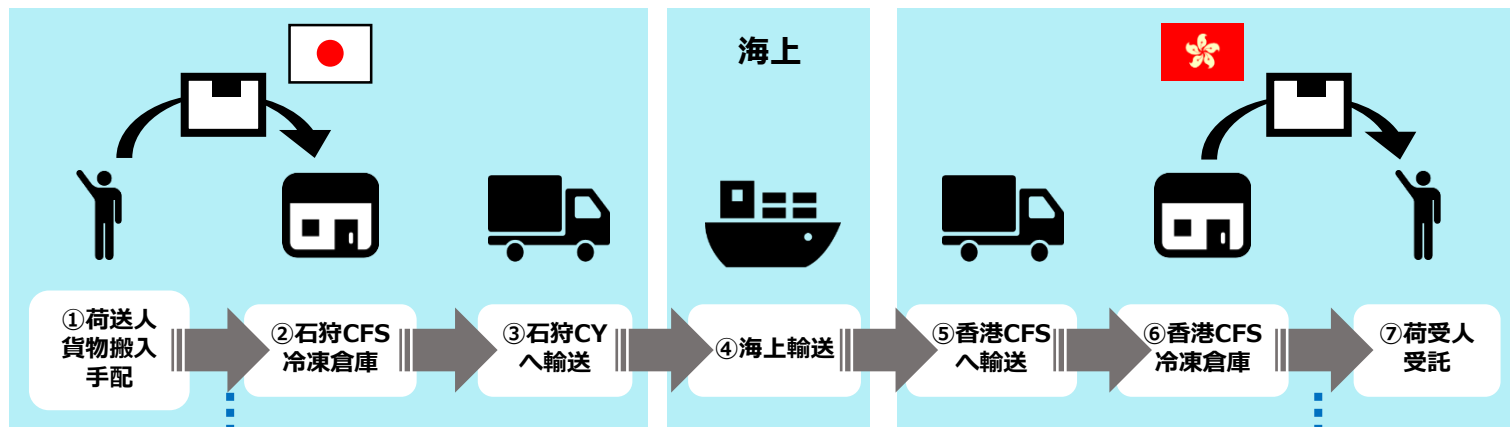 海上
①荷送人
貨物搬入
手配
②石狩CFS
冷凍倉庫
③石狩CY
へ輸送
④海上輸送
⑤香港CFS
へ輸送
⑥香港CFS
冷凍倉庫
⑦荷受人
受託